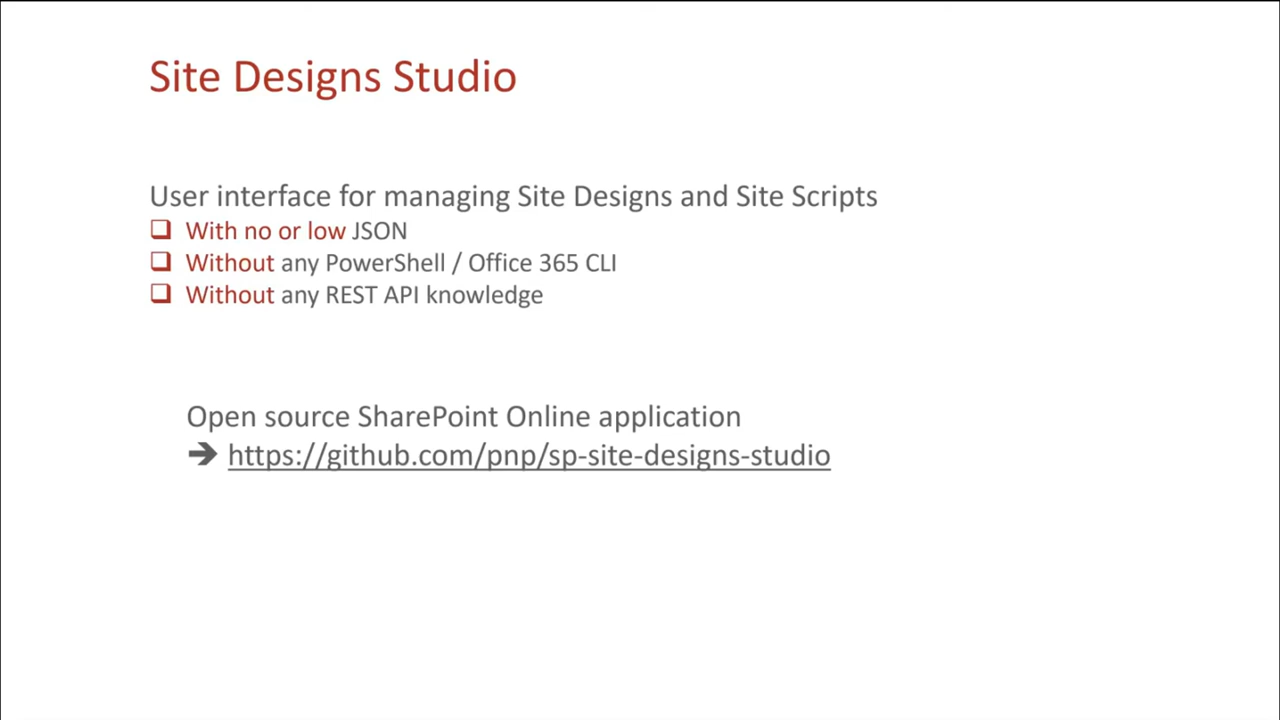 Site Designs Studio
User interface for managing Site Designs and Site Scripts
❑ With no or low JSON
❑ Without any PowerShell / Office 365 CLI
❑ Without any REST API knowledge
Open source SharePoint Online application
➔ https://github.com/pnp/sp-site-designs-studio